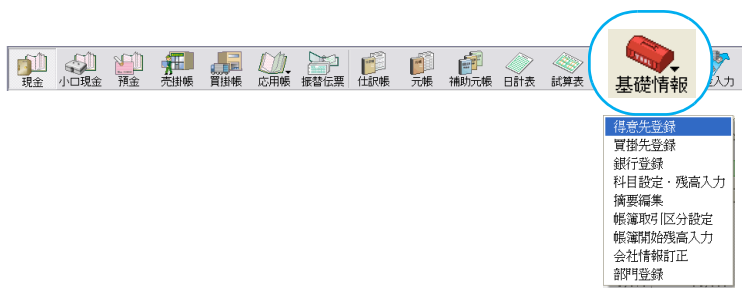 現金 小口現金 預金 売掛帳 買掛帳 応用帳 振替伝票 仕訳帳 元帳 補助元帳 日計表 試算表 基礎情報 入力
得意先登録
買掛先登録
銀行登録
科目設定・残高入力
摘要編集
帳簿取引区分設定
帳簿開始残高入力
会社情報訂正
部門登録